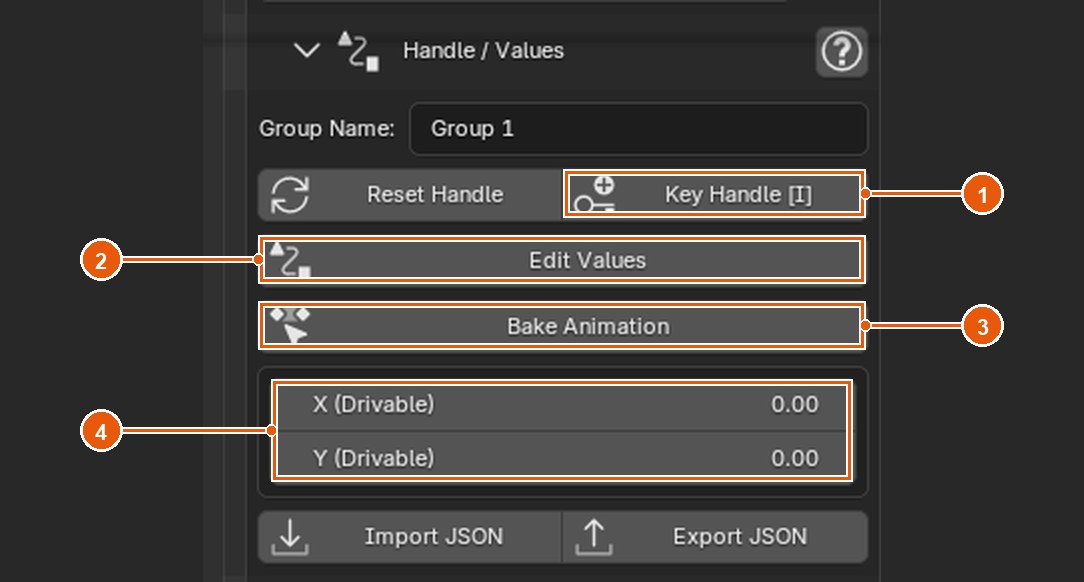 Handle / Values
Group Name: Group 1
Reset Handle Key Handle [I] 1
2 Edit Values
Bake Animation 3
X (Drivable) 0.00
4
Y (Drivable) 0.00
Import JSON Export JSON